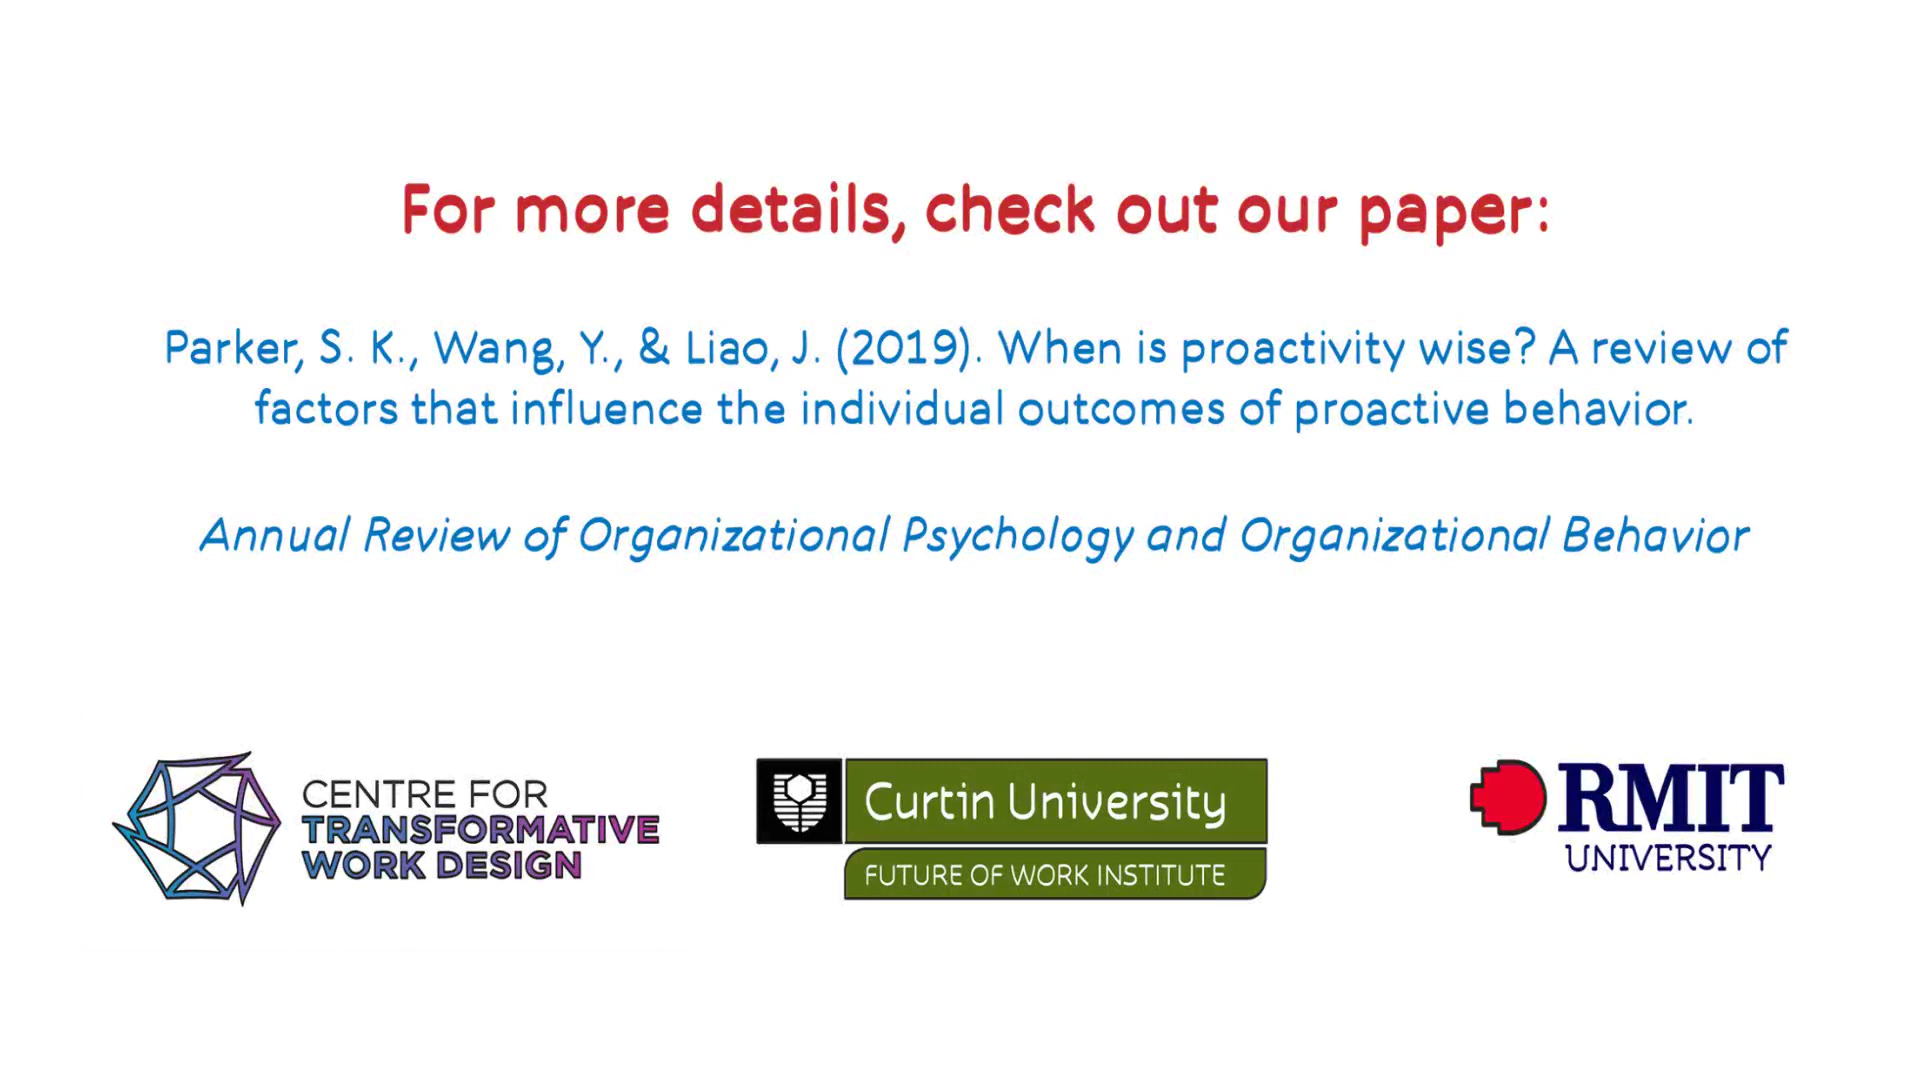 For more details, check out our paper:
Parker, S. K., Wang, Y., & Liao, J. (2019). When is proactivity wise? A review of
factors that influence the individual outcomes of proactive behavior.
Annual Review of Organizational Psychology and Organizational Behavior
CENTRE FOR
TRANSFORMATIVE
WORK DESIGN
Curtin University
FUTURE OF WORK INSTITUTE
RMIT
UNIVERSITY